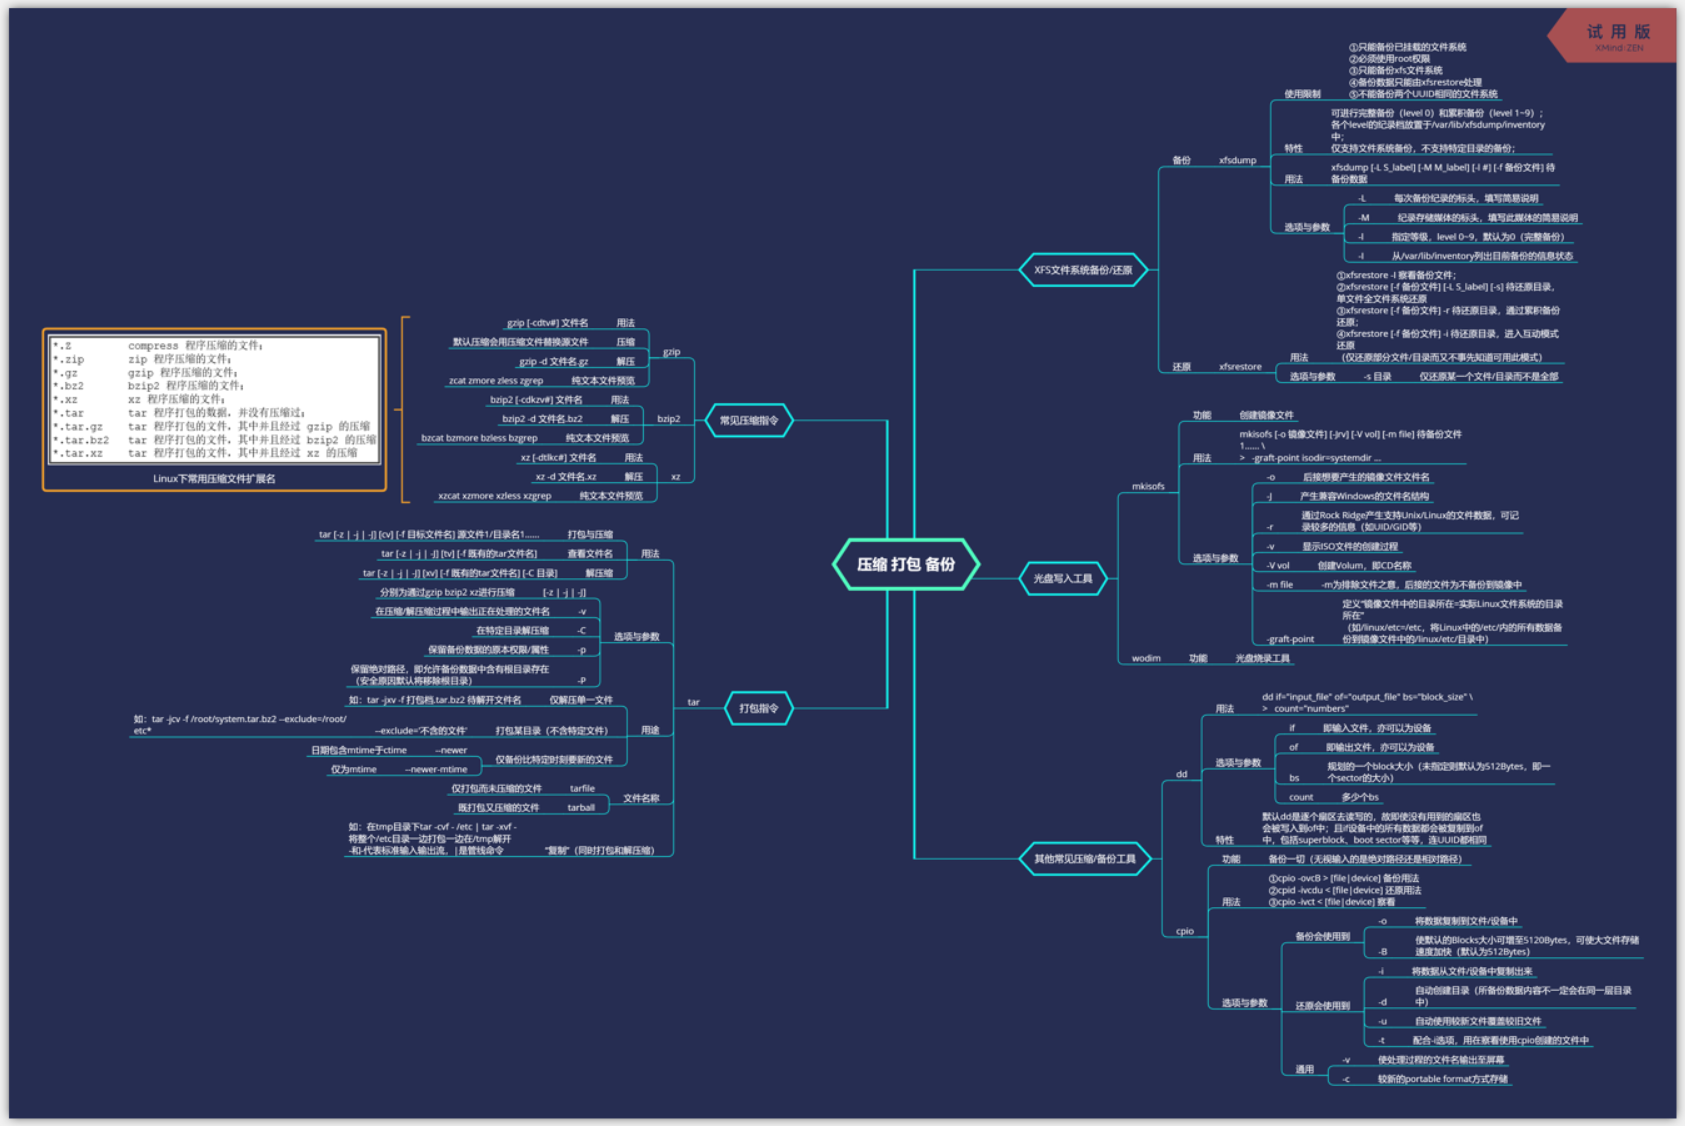 试用版
XMind:ZEN
压缩 打包 备份
XFS文件系统备份/还原
备份
xfsdump
使用限制
①只能备份已挂载的文件系统
②必须使用root权限
③只能备份xfs文件系统
④备份数据只能由xfsrestore处理
⑤不能备份两个UUID相同的文件系统
特性
可进行完整备份（level 0）和累积备份（level 1~9）；
各个level的纪录档放置于/var/lib/xfsdump/inventory
中；
仅支持文件系统备份，不支持特定目录的备份；
用法
xfsdump [-L S_label] [-M M_label] [-l #] [-f 备份文件] 待
备份数据
选项与参数
-L 每次备份纪录的标头，填写简易说明
-M 纪录存储媒体的标头，填写此媒体的简易说明
-l 指定等级，level 0~9，默认为0（完整备份）
-I 从/var/lib/inventory列出目前备份的信息状态
还原
xfsrestore
用法
①xfsrestore -I 察看备份文件；
②xfsrestore [-f 备份文件] [-L S_label] [-s] 待还原目录，
单文件全文件系统还原
③xfsrestore [-f 备份文件] -r 待还原目录，通过累积备份
还原；
④xfsrestore [-f 备份文件] -i 待还原目录，进入互动模式
还原
（仅还原部分文件/目录而又不事先知道可用此模式）
选项与参数
-s 目录 仅还原某一个文件/目录而不是全部
光盘写入工具
mkisofs
功能 创建镜像文件
用法
mkisofs [-o 镜像文件] [-Jrv] [-V vol] [-m file] 待备份文件
1...... \
> -graft-point isodir=systemdir ...
选项与参数
-o 后接想要产生的镜像文件文件名
-J 产生兼容Windows的文件名结构
-r
通过Rock Ridge产生支持Unix/Linux的文件数据，可记
录较多的信息（如UID/GID等）
-v 显示ISO文件的创建过程
-V vol 创建Volum，即CD名称
-m file -m为排除文件之意，后接的文件为不备份到镜像中
-graft-point
定义“镜像文件中的目录所在=实际Linux文件系统的目录
所在”
（如/linux/etc=/etc，将Linux中的/etc/内的所有数据备
份到镜像文件中的/linux/etc/目录中）
wodim 功能 光盘烧录工具
其他常见压缩/备份工具
dd
用法
dd if="input_file" of="output_file" bs="block_size" \
> count="numbers"
选项与参数
if 即输入文件，亦可以为设备
of 即输出文件，亦可以为设备
bs
规划的一个block大小（未指定则默认为512Bytes，即一
个sector的大小）
count 多少个bs
特性
默认dd是逐个扇区去读写的，故即使没有用到的扇区也
会被写入到of中；且if设备中的所有数据都会被复制到of
中，包括superblock、boot sector等等，连UUID都相同
cpio
功能 备份一切（无视输入的是绝对路径还是相对路径）
用法
①cpio -ovcB > [file|device] 备份用法
②cpid -ivcdu < [file|device] 还原用法
③cpio -ivct < [file|device] 察看
选项与参数
备份会使用到
-o 将数据复制到文件/设备中
-B
使默认的Blocks大小可增至5120Bytes，可使大文件存储
速度加快（默认为512Bytes）
还原会使用到
-i 将数据从文件/设备中复制出来
-d
自动创建目录（所备份数据内容不一定会在同一层目录
中）
-u 自动使用较新文件覆盖较旧文件
-t 配合-i选项，用在察看使用cpio创建的文件中
通用
-v 使处理过程的文件名输出至屏幕
-c 较新的portable format方式存储
常见压缩指令
gzip
gzip [-cdtv#] 文件名 用法
默认压缩会用压缩文件替换源文件 压缩
gzip -d 文件名.gz 解压
zcat zmore zless zgrep 纯文本文件预览
bzip2
bzip2 [-cdkzv#] 文件名 用法
bzip2 -d 文件名.bz2 解压
bzcat bzmore bzless bzgrep 纯文本文件预览
xz
xz [-dtlkc#] 文件名 用法
xz -d 文件名.xz 解压
xzcat xzmore xzless xzgrep 纯文本文件预览
*.Z compress 程序压缩的文件；
*.zip zip 程序压缩的文件；
*.gz gzip 程序压缩的文件；
*.bz2 bzip2 程序压缩的文件；
*.xz xz 程序压缩的文件；
*.tar tar 程序打包的数据，并没有压缩过；
*.tar.gz tar 程序打包的文件，其中并且经过 gzip 的压缩
*.tar.bz2 tar 程序打包的文件，其中并且经过 bzip2 的压缩
*.tar.xz tar 程序打包的文件，其中并且经过 xz 的压缩
Linux下常用压缩文件扩展名
打包指令
tar
用法
tar [-z | -j | -J] [cv] [-f 目标文件名] 源文件1/目录名1...... 打包与压缩
tar [-z | -j | -J] [tv] [-f 既有的tar文件名] 查看文件名
tar [-z | -j | -J] [xv] [-f 既有的tar文件名] [-C 目录] 解压缩
选项与参数
分别为通过gzip bzip2 xz进行压缩 [-z | -j | -J]
在压缩/解压缩过程中输出正在处理的文件名 -v
在特定目录解压缩 -C
保留备份数据的原本权限/属性 -p
保留绝对路径，即允许备份数据中含有根目录存在
（安全原因默认将移除根目录） -P
用途
如：tar -jxv -f 打包档.tar.bz2 待解开文件名 仅解压单一文件
如：tar -jcv -f /root/system.tar.bz2 --exclude=/root/
etc* --exclude='不含的文件' 打包某目录（不含特定文件）
仅备份比特定时刻要新的文件
日期包含mtime于ctime --newer
仅为mtime --newer-mtime
文件名称
仅打包而未压缩的文件 tarfile
既打包又压缩的文件 tarball
如：在tmp目录下tar -cvf - /etc | tar -xvf -
将整个/etc目录一边打包一边在/tmp解开
-和-代表标准输入输出流，|是管线命令 “复制”（同时打包和解压缩）